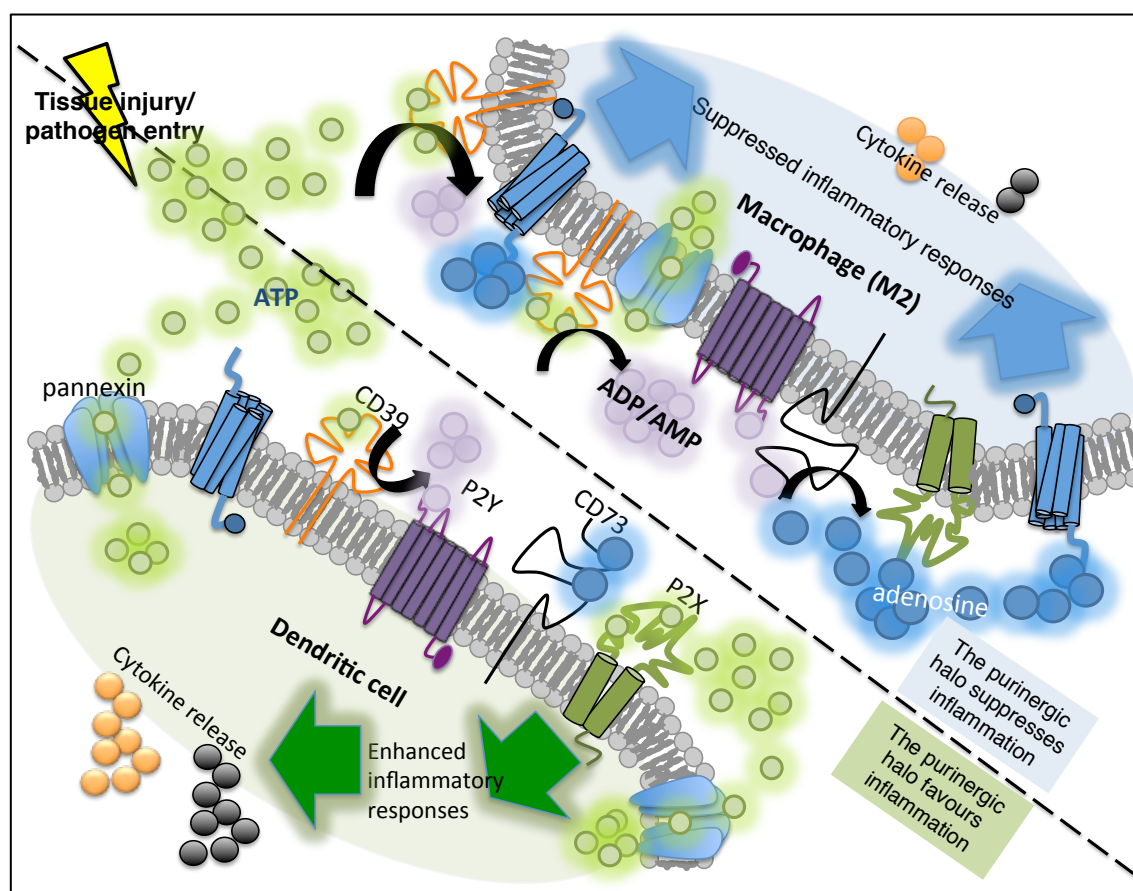 Tissue injury/
pathogen entry
Suppressed inflammatory responses
Cytokine release
Macrophage (M2)
ATP
pannexin
CD39
ADP/AMP
P2Y
CD73
P2X
adenosine
Dendritic cell
Cytokine release
Enhanced
inflammatory
responses
The purinergic
halo suppresses
inflammation
The purinergic
halo favours
inflammation